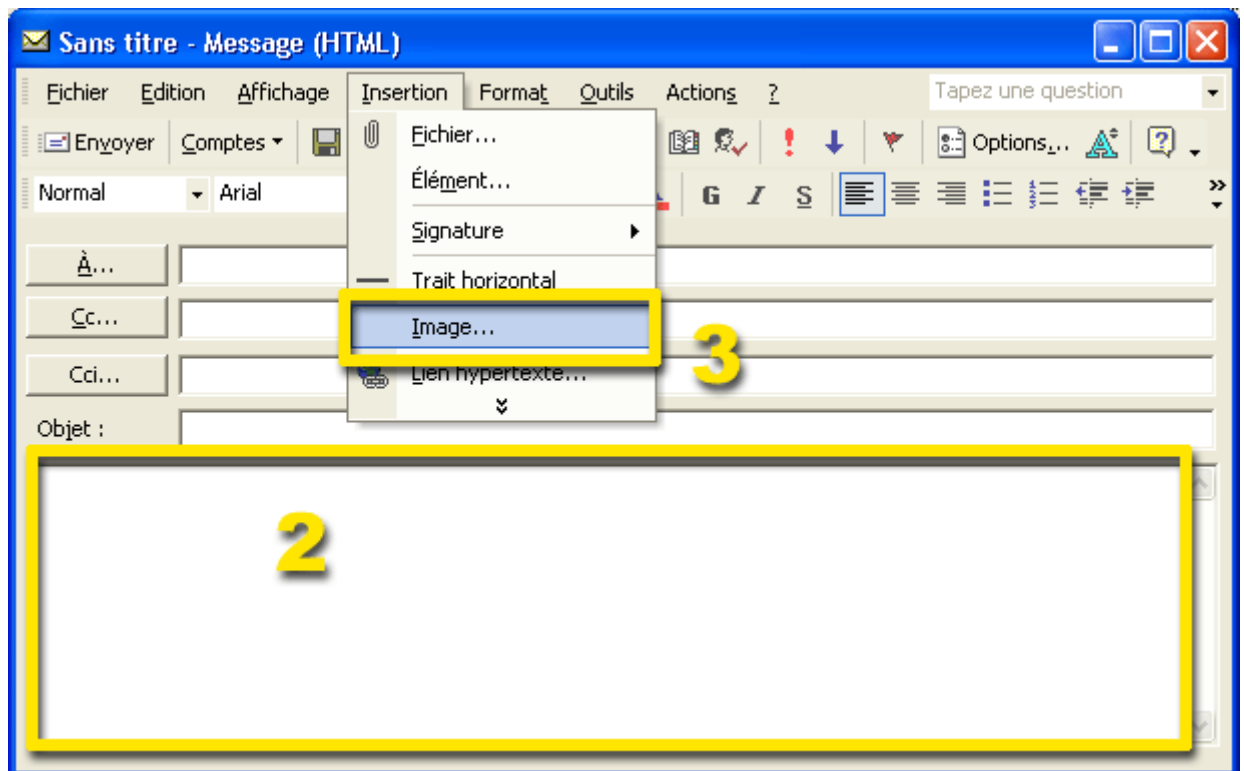 Sans titre - Message (HTML)
Fichier Edition Affichage Insertion Format Outils Actions ? Tapez une question
Envoyer Comptes Options...
Normal Arial G I S
Fichier...
Élément...
Signature
Trait horizontal
Image...
Lien hypertexte...
À...
Cc...
Cci...
Objet :
3
2